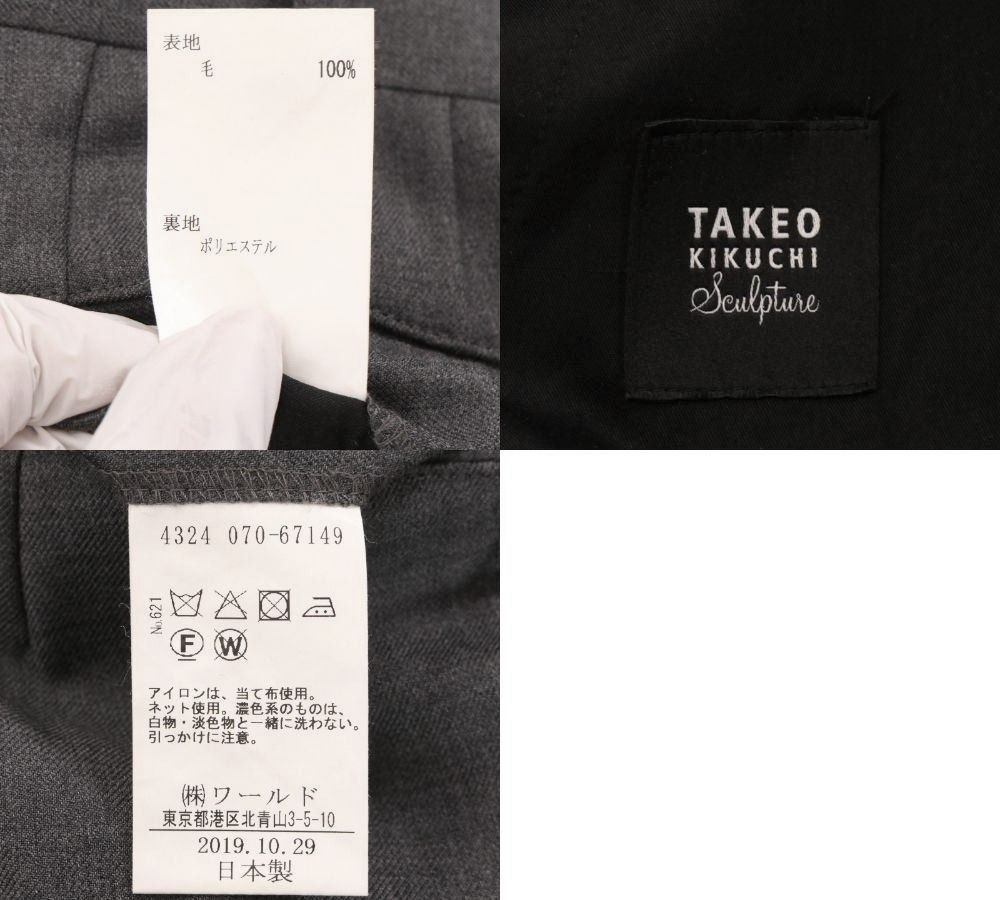 表地
毛 100%
裏地
ポリエステル
TAKEO
KIKUCHI
Sculpture
4324 070-67149
No.621
F W
アイロンは、当て布使用。
ネット使用。濃色系のものは、
白物・淡色物と一緒に洗わない。
引っかけに注意。
㈱ワールド
東京都港区北青山3-5-10
2019.10.29
日本製